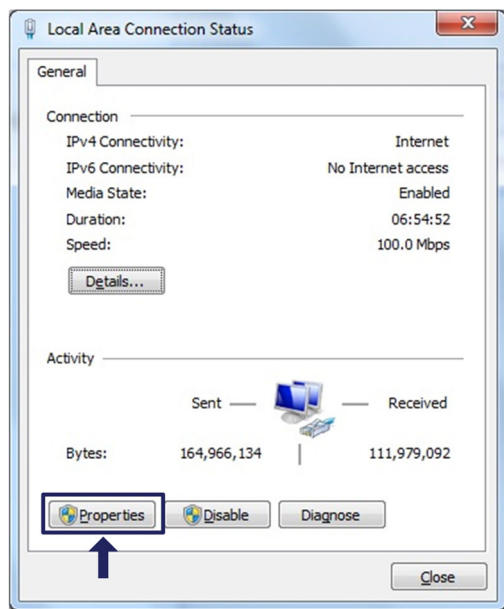 Local Area Connection Status
General
Connection
IPv4 Connectivity: Internet
IPv6 Connectivity: No Internet access
Media State: Enabled
Duration: 06:54:52
Speed: 100.0 Mbps
Details...
Activity
Sent Received
Bytes: 164,966,134 111,979,092
Properties Disable Diagnose
Close